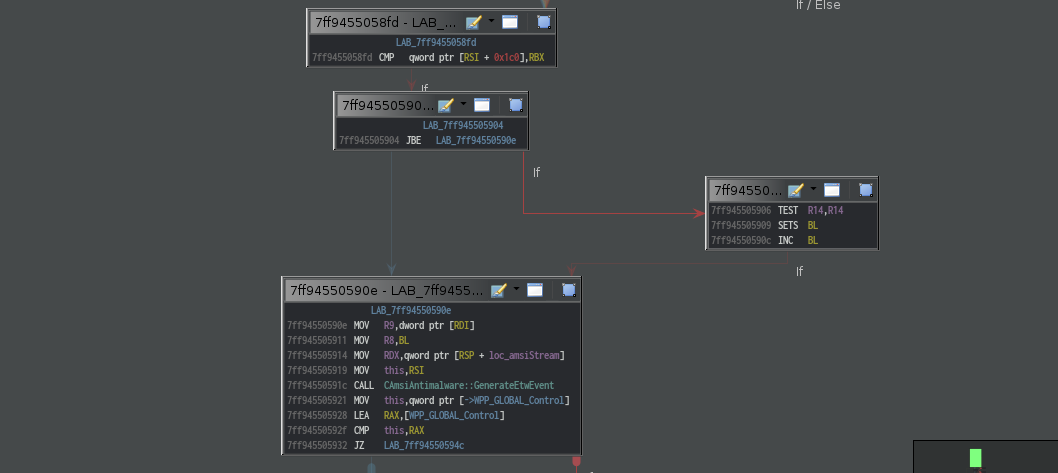 If / Else
7ff9455058fd - LAB_...
LAB_7ff9455058fd
7ff9455058fd CMP qword ptr [RSI + 0x1c0],RBX
If
7ff94550590...
LAB_7ff945505904
7ff945505904 JBE LAB_7ff94550590e
If
7ff94550...
7ff945505906 TEST R14,R14
7ff945505909 SETS BL
7ff94550590c INC BL
If
7ff94550590e - LAB_7ff9455...
LAB_7ff94550590e
7ff94550590e MOV R9,dword ptr [RDI]
7ff945505911 MOV R8,BL
7ff945505914 MOV RDX,qword ptr [RSP + loc_amsiStream]
7ff945505919 MOV this,RSI
7ff94550591c CALL CAmsiAntimalware::GenerateEtwEvent
7ff945505921 MOV this,qword ptr [->WPP_GLOBAL_Control]
7ff945505928 LEA RAX,[WPP_GLOBAL_Control]
7ff94550592f CMP this,RAX
7ff945505932 JZ LAB_7ff94550594c